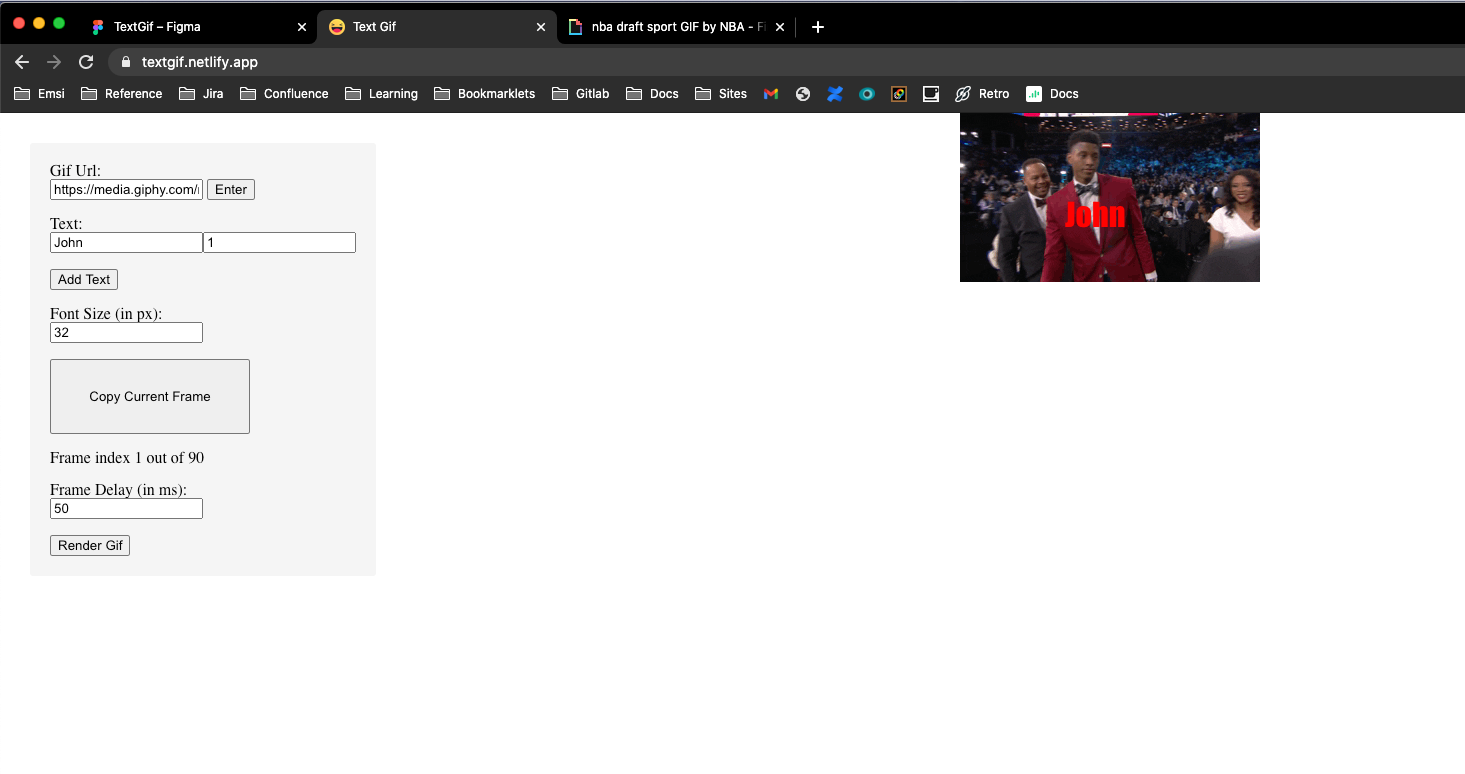 TextGif – Figma
Text Gif
nba draft sport GIF by NBA - Fi
textgif.netlify.app
Emsi Reference Jira Confluence Learning Bookmarklets Gitlab Docs Sites Retro Docs
Gif Url:
https://media.giphy.com/ Enter
Text:
John 1
Add Text
Font Size (in px):
32
Copy Current Frame
Frame index 1 out of 90
Frame Delay (in ms):
50
Render Gif
John